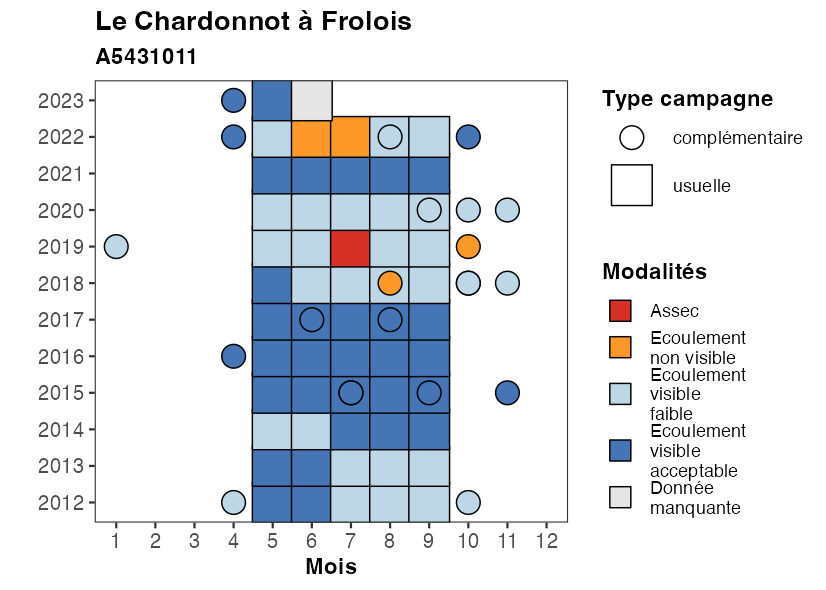 Le Chardonnot à Frolois
A5431011
2023
2022
2021
2020
2019
2018
2017
2016
2015
2014
2013
2012
1 2 3 4 5 6 7 8 9 10 11 12
Mois
Type campagne
complémentaire
usuelle
Modalités
Assec
Ecoulement
non visible
Ecoulement
visible
faible
Ecoulement
visible
acceptable
Donnée
manquante